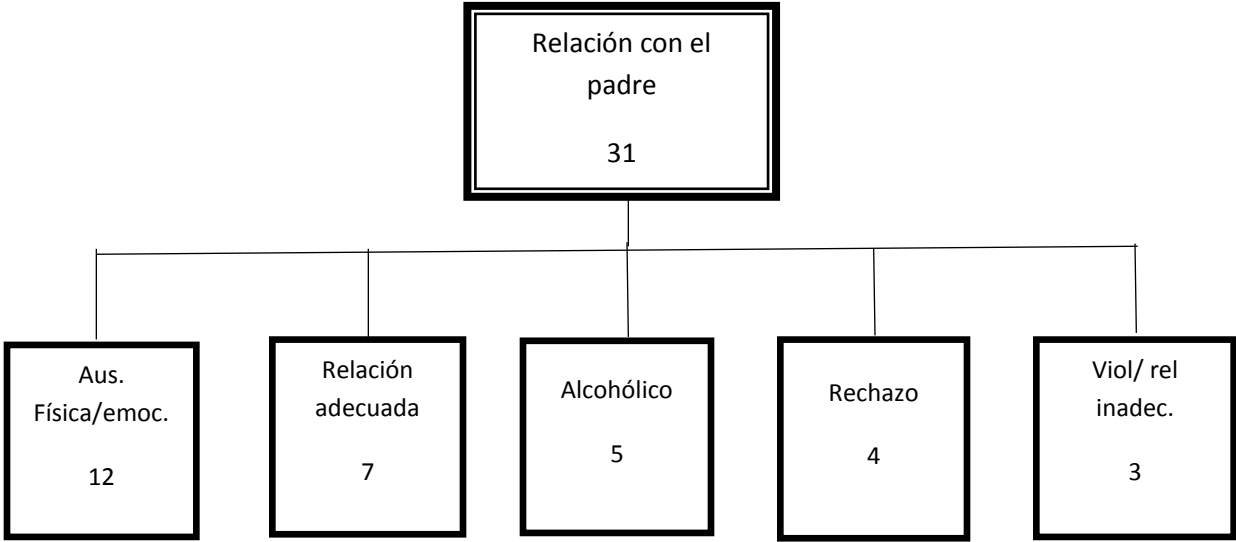 Relación con el
padre
31
Aus.
Física/emoc.
12
Relación
adecuada
7
Alcohólico
5
Rechazo
4
Viol/ rel
inadec.
3